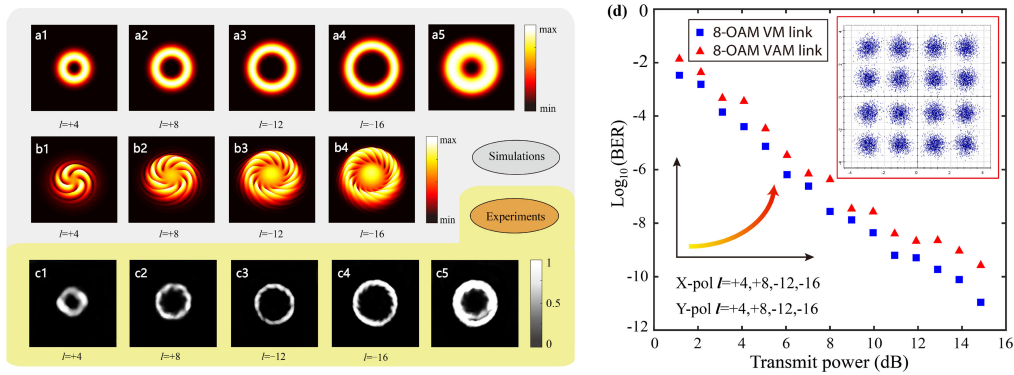 a1 a2 a3 a4 a5 max
min
l=+4 l=+8 l=−12 l=−16
b1 b2 b3 b4 max
min
Simulations
l=+4 l=+8 l=−12 l=−16
Experiments
c1 c2 c3 c4 c5 1
0.5
0
l=+4 l=+8 l=−12 l=−16
(d)
8-OAM VM link
8-OAM VAM link
0
-2
-4
-6
-8
-10
-12
Log10 (BER)
X-pol l=+4,+8,-12,-16
Y-pol l=+4,+8,-12,-16
0 2 4 6 8 10 12 14 16
Transmit power (dB)